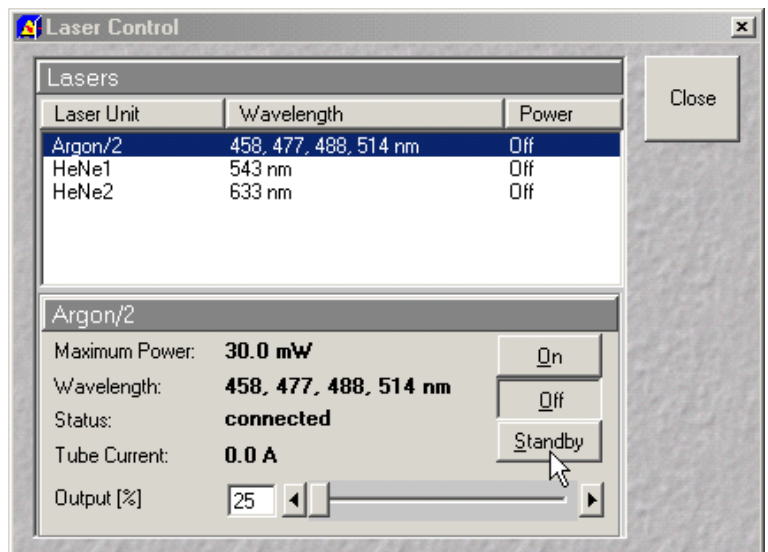 Laser Control
Close
Lasers
Laser Unit Wavelength Power
Argon/2 458, 477, 488, 514 nm Off
HeNe1 543 nm Off
HeNe2 633 nm Off
Argon/2
Maximum Power: 30.0 mW
On
Wavelength: 458, 477, 488, 514 nm
Off
Status: connected
Standby
Tube Current: 0.0 A
Output [%] 25